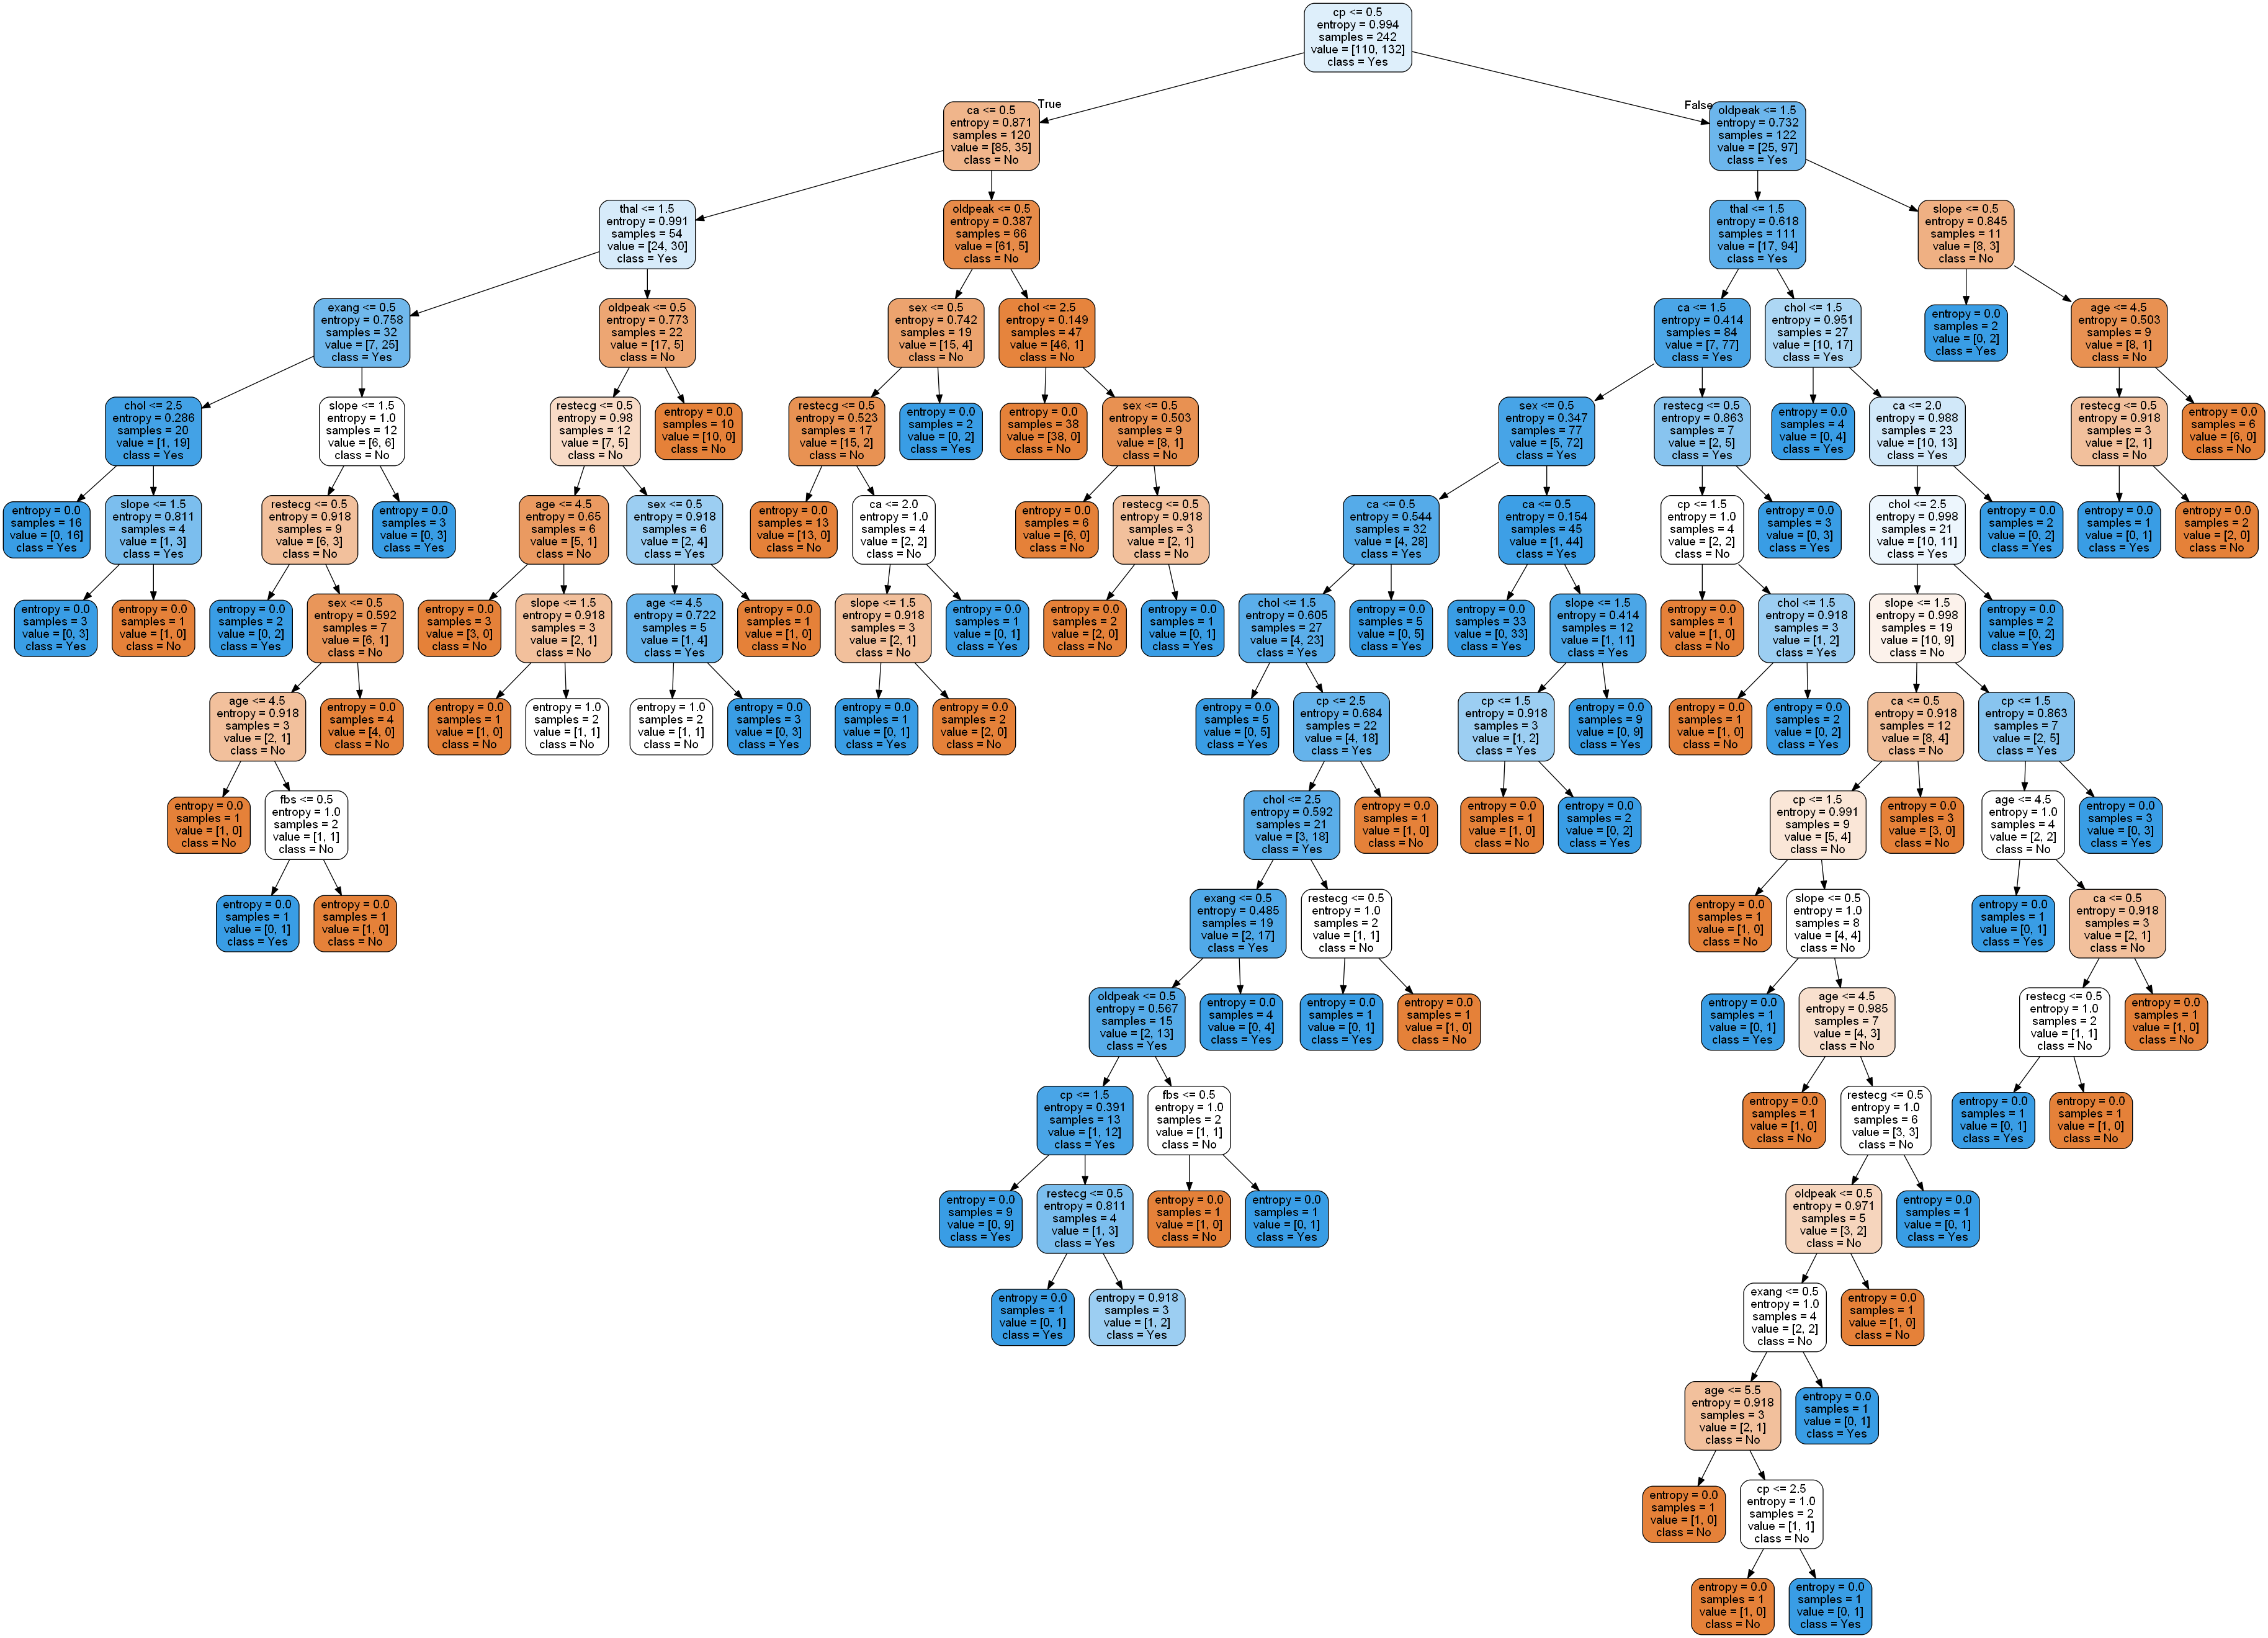 cp <= 0.5
entropy = 0.994
samples = 242
value = [110, 132]
class = Yes
True
False
ca <= 0.5
entropy = 0.871
samples = 120
value = [85, 35]
class = No
oldpeak <= 1.5
entropy = 0.732
samples = 122
value = [25, 97]
class = Yes
thal <= 1.5
entropy = 0.991
samples = 54
value = [24, 30]
class = Yes
oldpeak <= 0.5
entropy = 0.387
samples = 66
value = [61, 5]
class = No
thal <= 1.5
entropy = 0.618
samples = 111
value = [17, 94]
class = Yes
slope <= 0.5
entropy = 0.845
samples = 11
value = [8, 3]
class = No
exang <= 0.5
entropy = 0.758
samples = 32
value = [7, 25]
class = Yes
oldpeak <= 0.5
entropy = 0.773
samples = 22
value = [17, 5]
class = No
sex <= 0.5
entropy = 0.742
samples = 19
value = [15, 4]
class = No
chol <= 2.5
entropy = 0.149
samples = 47
value = [46, 1]
class = No
ca <= 1.5
entropy = 0.414
samples = 84
value = [7, 77]
class = Yes
chol <= 1.5
entropy = 0.951
samples = 27
value = [10, 17]
class = Yes
entropy = 0.0
samples = 2
value = [0, 2]
class = Yes
age <= 4.5
entropy = 0.503
samples = 9
value = [8, 1]
class = No
chol <= 2.5
entropy = 0.286
samples = 20
value = [1, 19]
class = Yes
slope <= 1.5
entropy = 1.0
samples = 12
value = [6, 6]
class = No
restecg <= 0.5
entropy = 0.98
samples = 12
value = [7, 5]
class = No
entropy = 0.0
samples = 10
value = [10, 0]
class = No
restecg <= 0.5
entropy = 0.523
samples = 17
value = [15, 2]
class = No
entropy = 0.0
samples = 2
value = [0, 2]
class = Yes
entropy = 0.0
samples = 38
value = [38, 0]
class = No
sex <= 0.5
entropy = 0.503
samples = 9
value = [8, 1]
class = No
sex <= 0.5
entropy = 0.347
samples = 77
value = [5, 72]
class = Yes
restecg <= 0.5
entropy = 0.863
samples = 7
value = [2, 5]
class = Yes
entropy = 0.0
samples = 4
value = [0, 4]
class = Yes
ca <= 2.0
entropy = 0.988
samples = 23
value = [10, 13]
class = Yes
restecg <= 0.5
entropy = 0.918
samples = 3
value = [2, 1]
class = No
entropy = 0.0
samples = 6
value = [6, 0]
class = No
entropy = 0.0
samples = 16
value = [0, 16]
class = Yes
slope <= 1.5
entropy = 0.811
samples = 4
value = [1, 3]
class = Yes
restecg <= 0.5
entropy = 0.918
samples = 9
value = [6, 3]
class = No
entropy = 0.0
samples = 3
value = [0, 3]
class = Yes
age <= 4.5
entropy = 0.65
samples = 6
value = [5, 1]
class = No
sex <= 0.5
entropy = 0.918
samples = 6
value = [2, 4]
class = Yes
entropy = 0.0
samples = 13
value = [13, 0]
class = No
ca <= 2.0
entropy = 1.0
samples = 4
value = [2, 2]
class = No
entropy = 0.0
samples = 6
value = [6, 0]
class = No
restecg <= 0.5
entropy = 0.918
samples = 3
value = [2, 1]
class = No
ca <= 0.5
entropy = 0.544
samples = 32
value = [4, 28]
class = Yes
ca <= 0.5
entropy = 0.154
samples = 45
value = [1, 44]
class = Yes
cp <= 1.5
entropy = 1.0
samples = 4
value = [2, 2]
class = No
entropy = 0.0
samples = 3
value = [0, 3]
class = Yes
chol <= 2.5
entropy = 0.998
samples = 21
value = [10, 11]
class = Yes
entropy = 0.0
samples = 2
value = [0, 2]
class = Yes
entropy = 0.0
samples = 1
value = [0, 1]
class = Yes
entropy = 0.0
samples = 2
value = [2, 0]
class = No
entropy = 0.0
samples = 3
value = [0, 3]
class = Yes
entropy = 0.0
samples = 1
value = [1, 0]
class = No
entropy = 0.0
samples = 2
value = [0, 2]
class = Yes
sex <= 0.5
entropy = 0.592
samples = 7
value = [6, 1]
class = No
entropy = 0.0
samples = 3
value = [3, 0]
class = No
slope <= 1.5
entropy = 0.918
samples = 3
value = [2, 1]
class = No
age <= 4.5
entropy = 0.722
samples = 5
value = [1, 4]
class = Yes
entropy = 0.0
samples = 1
value = [1, 0]
class = No
slope <= 1.5
entropy = 0.918
samples = 3
value = [2, 1]
class = No
entropy = 0.0
samples = 1
value = [0, 1]
class = Yes
entropy = 0.0
samples = 2
value = [2, 0]
class = No
entropy = 0.0
samples = 1
value = [0, 1]
class = Yes
chol <= 1.5
entropy = 0.605
samples = 27
value = [4, 23]
class = Yes
entropy = 0.0
samples = 5
value = [0, 5]
class = Yes
entropy = 0.0
samples = 33
value = [0, 33]
class = Yes
slope <= 1.5
entropy = 0.414
samples = 12
value = [1, 11]
class = Yes
entropy = 0.0
samples = 1
value = [1, 0]
class = No
chol <= 1.5
entropy = 0.918
samples = 3
value = [1, 2]
class = Yes
slope <= 1.5
entropy = 0.998
samples = 19
value = [10, 9]
class = No
entropy = 0.0
samples = 2
value = [0, 2]
class = Yes
age <= 4.5
entropy = 0.918
samples = 3
value = [2, 1]
class = No
entropy = 0.0
samples = 4
value = [4, 0]
class = No
entropy = 0.0
samples = 1
value = [1, 0]
class = No
entropy = 1.0
samples = 2
value = [1, 1]
class = No
entropy = 1.0
samples = 2
value = [1, 1]
class = No
entropy = 0.0
samples = 3
value = [0, 3]
class = Yes
entropy = 0.0
samples = 1
value = [0, 1]
class = Yes
entropy = 0.0
samples = 2
value = [2, 0]
class = No
entropy = 0.0
samples = 5
value = [0, 5]
class = Yes
cp <= 2.5
entropy = 0.684
samples = 22
value = [4, 18]
class = Yes
cp <= 1.5
entropy = 0.918
samples = 3
value = [1, 2]
class = Yes
entropy = 0.0
samples = 9
value = [0, 9]
class = Yes
entropy = 0.0
samples = 1
value = [1, 0]
class = No
entropy = 0.0
samples = 2
value = [0, 2]
class = Yes
ca <= 0.5
entropy = 0.918
samples = 12
value = [8, 4]
class = No
cp <= 1.5
entropy = 0.863
samples = 7
value = [2, 5]
class = Yes
entropy = 0.0
samples = 1
value = [1, 0]
class = No
fbs <= 0.5
entropy = 1.0
samples = 2
value = [1, 1]
class = No
chol <= 2.5
entropy = 0.592
samples = 21
value = [3, 18]
class = Yes
entropy = 0.0
samples = 1
value = [1, 0]
class = No
entropy = 0.0
samples = 1
value = [1, 0]
class = No
entropy = 0.0
samples = 2
value = [0, 2]
class = Yes
cp <= 1.5
entropy = 0.991
samples = 9
value = [5, 4]
class = No
entropy = 0.0
samples = 3
value = [3, 0]
class = No
age <= 4.5
entropy = 1.0
samples = 4
value = [2, 2]
class = No
entropy = 0.0
samples = 3
value = [0, 3]
class = Yes
entropy = 0.0
samples = 1
value = [0, 1]
class = Yes
entropy = 0.0
samples = 1
value = [1, 0]
class = No
exang <= 0.5
entropy = 0.485
samples = 19
value = [2, 17]
class = Yes
restecg <= 0.5
entropy = 1.0
samples = 2
value = [1, 1]
class = No
entropy = 0.0
samples = 1
value = [1, 0]
class = No
slope <= 0.5
entropy = 1.0
samples = 8
value = [4, 4]
class = No
entropy = 0.0
samples = 1
value = [0, 1]
class = Yes
ca <= 0.5
entropy = 0.918
samples = 3
value = [2, 1]
class = No
oldpeak <= 0.5
entropy = 0.567
samples = 15
value = [2, 13]
class = Yes
entropy = 0.0
samples = 4
value = [0, 4]
class = Yes
entropy = 0.0
samples = 1
value = [0, 1]
class = Yes
entropy = 0.0
samples = 1
value = [1, 0]
class = No
entropy = 0.0
samples = 1
value = [0, 1]
class = Yes
age <= 4.5
entropy = 0.985
samples = 7
value = [4, 3]
class = No
restecg <= 0.5
entropy = 1.0
samples = 2
value = [1, 1]
class = No
entropy = 0.0
samples = 1
value = [1, 0]
class = No
cp <= 1.5
entropy = 0.391
samples = 13
value = [1, 12]
class = Yes
fbs <= 0.5
entropy = 1.0
samples = 2
value = [1, 1]
class = No
entropy = 0.0
samples = 1
value = [1, 0]
class = No
restecg <= 0.5
entropy = 1.0
samples = 6
value = [3, 3]
class = No
entropy = 0.0
samples = 1
value = [0, 1]
class = Yes
entropy = 0.0
samples = 1
value = [1, 0]
class = No
entropy = 0.0
samples = 9
value = [0, 9]
class = Yes
restecg <= 0.5
entropy = 0.811
samples = 4
value = [1, 3]
class = Yes
entropy = 0.0
samples = 1
value = [1, 0]
class = No
entropy = 0.0
samples = 1
value = [0, 1]
class = Yes
oldpeak <= 0.5
entropy = 0.971
samples = 5
value = [3, 2]
class = No
entropy = 0.0
samples = 1
value = [0, 1]
class = Yes
entropy = 0.0
samples = 1
value = [0, 1]
class = Yes
entropy = 0.918
samples = 3
value = [1, 2]
class = Yes
exang <= 0.5
entropy = 1.0
samples = 4
value = [2, 2]
class = No
entropy = 0.0
samples = 1
value = [1, 0]
class = No
age <= 5.5
entropy = 0.918
samples = 3
value = [2, 1]
class = No
entropy = 0.0
samples = 1
value = [0, 1]
class = Yes
entropy = 0.0
samples = 1
value = [1, 0]
class = No
cp <= 2.5
entropy = 1.0
samples = 2
value = [1, 1]
class = No
entropy = 0.0
samples = 1
value = [1, 0]
class = No
entropy = 0.0
samples = 1
value = [0, 1]
class = Yes